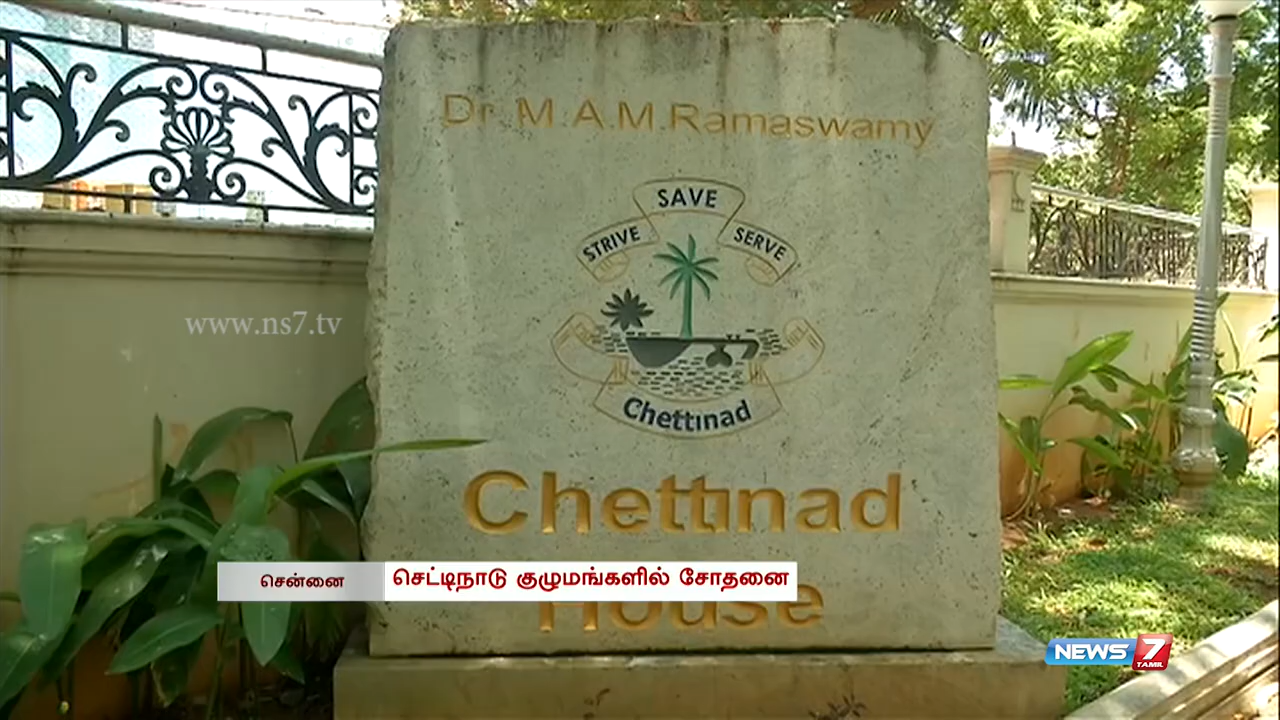 Dr. M.A.M.Ramaswamy
SAVE
STRIVE
SERVE
www.ns7.tv
Chettinad
Chettinad
சென்னை
செட்டிநாடு குழுமங்களில் சோதனை
House
NEWS 7
TAMIL